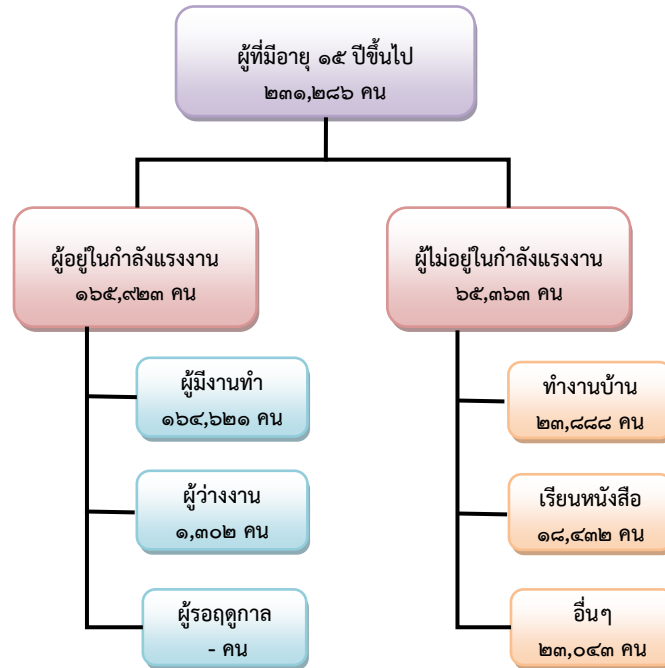 ผู้ที่มีอายุ ๑๕ ปีขึ้นไป
๒๓๑,๒๘๖ คน
ผู้อยู่ในกำลังแรงงาน
๑๖๕,๙๒๓ คน
ผู้ไม่อยู่ในกำลังแรงงาน
๖๕,๓๖๓ คน
ผู้มีงานทำ
๑๖๔,๖๒๑ คน
ผู้ว่างงาน
๑,๓๐๒ คน
ผู้รอฤดูกาล
- คน
ทำงานบ้าน
๒๓,๘๘๘ คน
เรียนหนังสือ
๑๘,๔๓๒ คน
อื่นๆ
๒๓,๐๔๓ คน